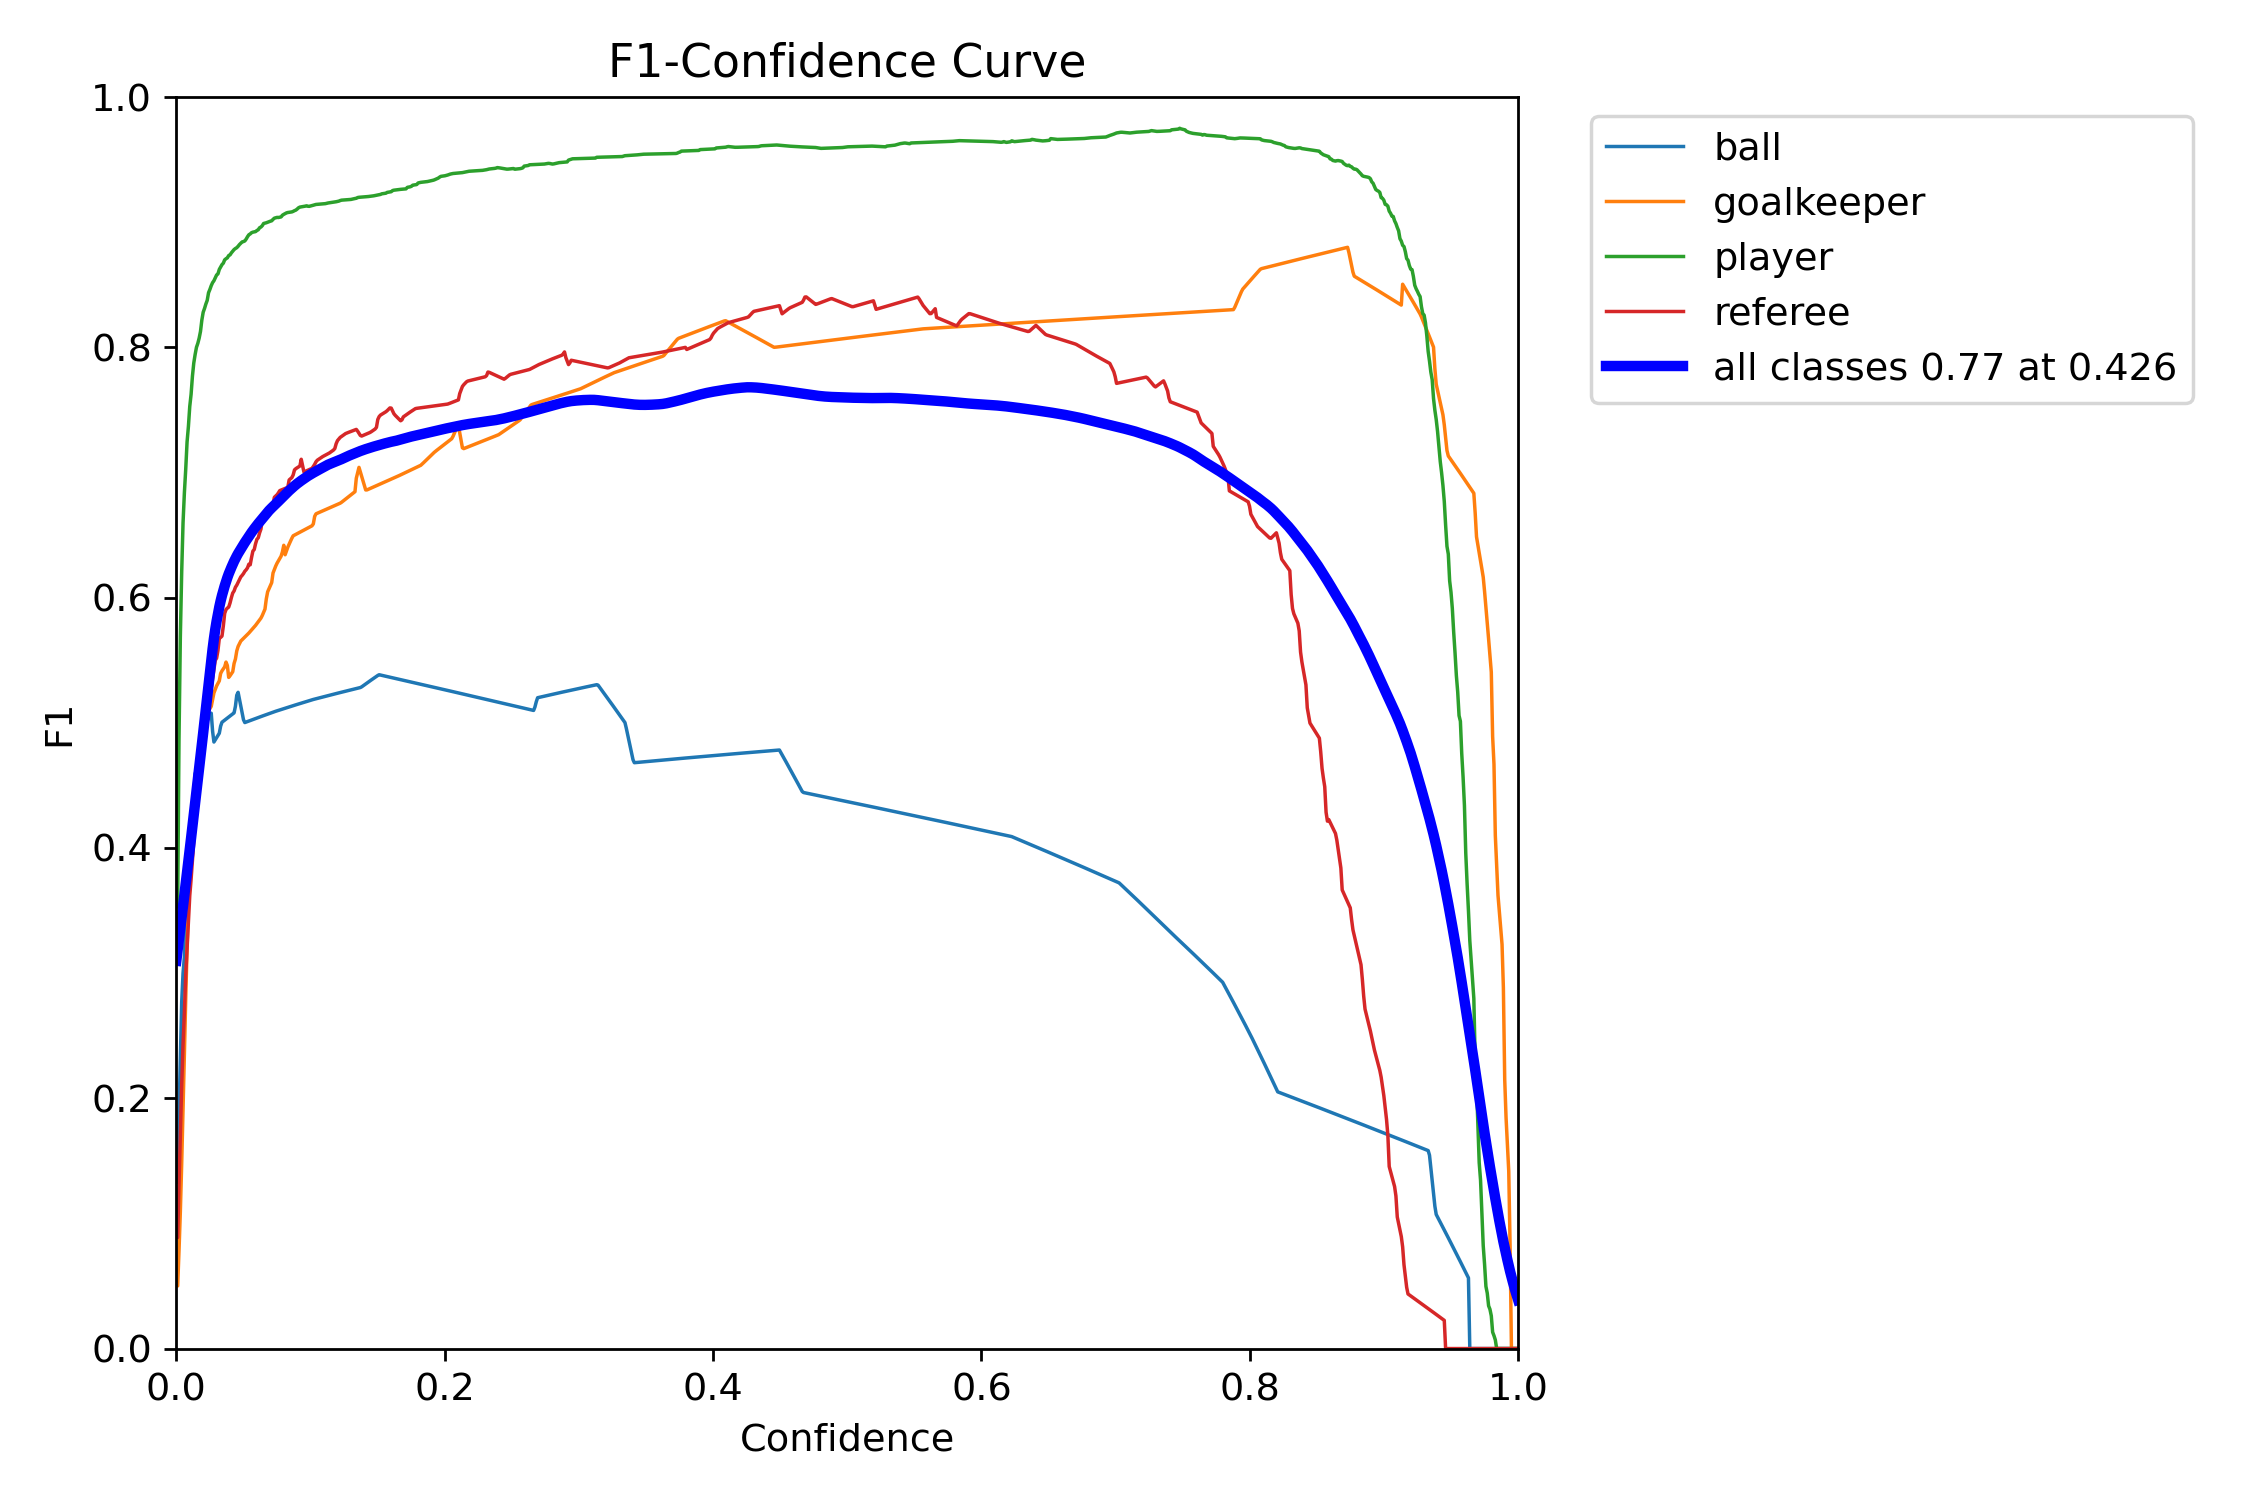 F1-Confidence Curve
1.0
0.8
0.6
0.4
0.2
0.0
F1
0.0 0.2 0.4 0.6 0.8 1.0
Confidence
ball
goalkeeper
player
referee
all classes 0.77 at 0.426